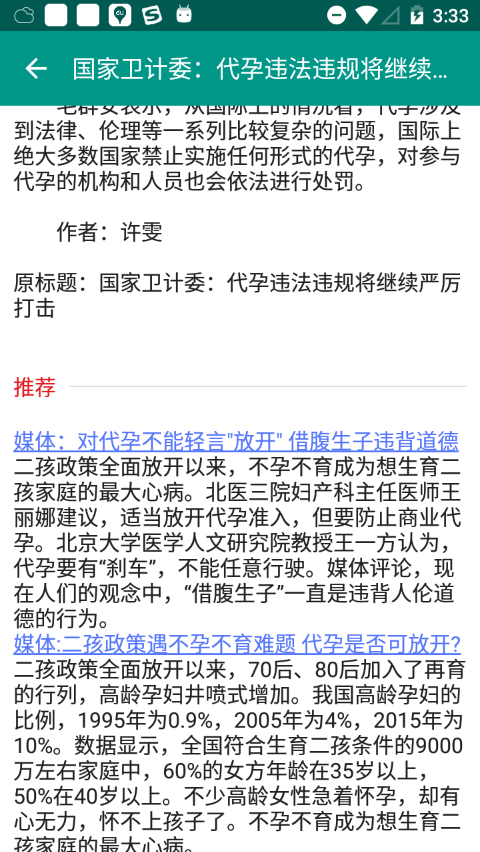 3:33
国家卫计委：代孕违法违规将继续...
毛群安表示，从国际上的情况看，代孕涉及
到法律、伦理等一系列比较复杂的问题，国际上
绝大多数国家禁止实施任何形式的代孕，对参与
代孕的机构和人员也会依法进行处罚。
作者：许雯
原标题：国家卫计委：代孕违法违规将继续严厉
打击
推荐
媒体：对代孕不能轻言"放开" 借腹生子违背道德
二孩政策全面放开以来，不孕不育成为想生育二
孩家庭的最大心病。北医三院妇产科主任医师王
丽娜建议，适当放开代孕准入，但要防止商业代
孕。北京大学医学人文研究院教授王一方认为，
代孕要有“刹车”，不能任意行驶。媒体评论，现
在人们的观念中，“借腹生子”一直是违背人伦道
德的行为。
媒体:二孩政策遇不孕不育难题 代孕是否可放开?
二孩政策全面放开以来，70后、80后加入了再育
的行列，高龄孕妇井喷式增加。我国高龄孕妇的
比例，1995年为0.9%，2005年为4%，2015年为
10%。数据显示，全国符合生育二孩条件的9000
万左右家庭中，60%的女方年龄在35岁以上，
50%在40岁以上。不少高龄女性急着怀孕，却有
心无力，怀不上孩子了。不孕不育成为想生育二
孩家庭的最大心病。